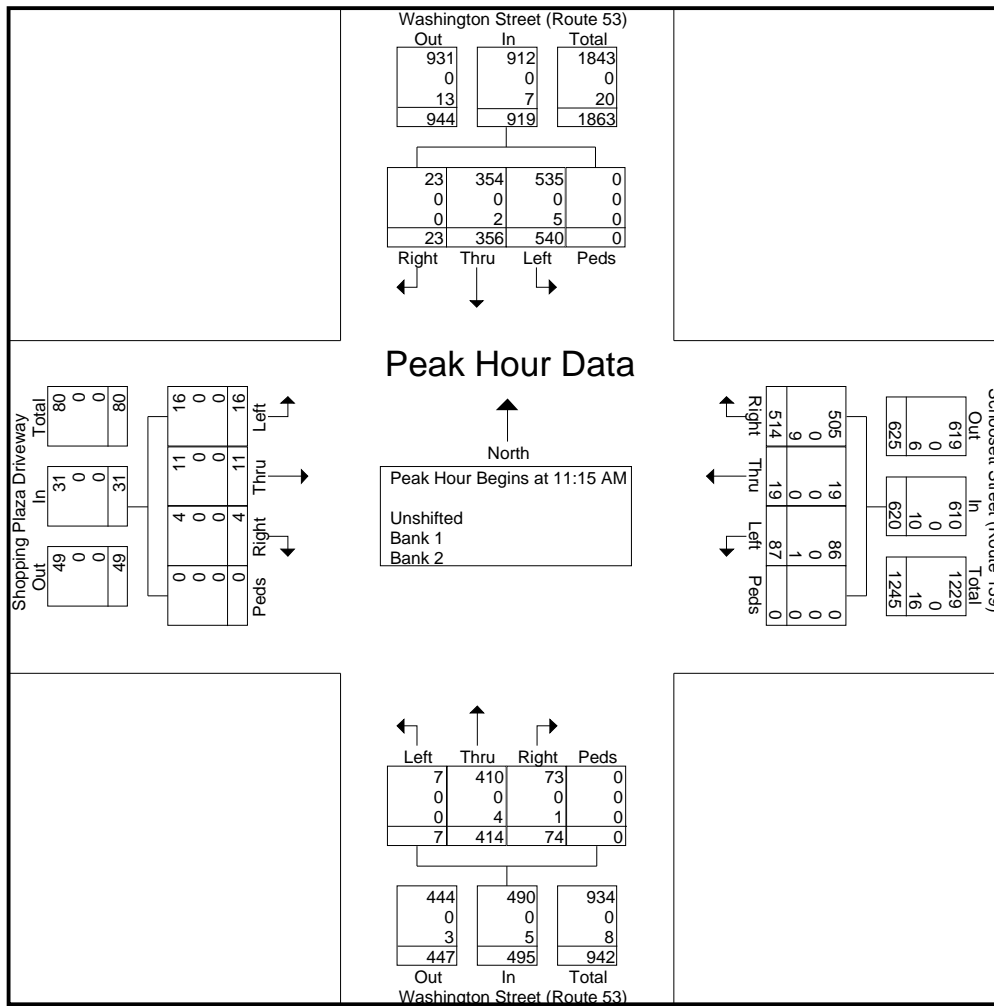 Washington Street (Route 53)
Out In Total
931 912 1843
0 0 0
13 7 20
944 919 1863
23 354 535 0
0 0 0 0
0 2 5 0
23 356 540 0
Right Thru Left Peds
Peak Hour Data
North
Peak Hour Begins at 11:15 AM
Unshifted
Bank 1
Bank 2
Shopping Plaza Driveway
Out In Total
49 31 80
0 0 0
0 0 0
49 31 80
Left Thru Right Peds
16 11 4 0
0 0 0 0
0 0 0 0
16 11 4 0
Street (Route
Out In Total
619 610 1229
0 0 0
6 10 16
625 620 1245
505 19 86 0
0 0 0 0
9 0 1 0
514 19 87 0
Right Thru Left Peds
Left Thru Right Peds
7 410 73 0
0 0 0 0
0 4 1 0
7 414 74 0
444 490 934
0 0 0
3 5 8
447 495 942
Out In Total
Washington Street (Route 53)